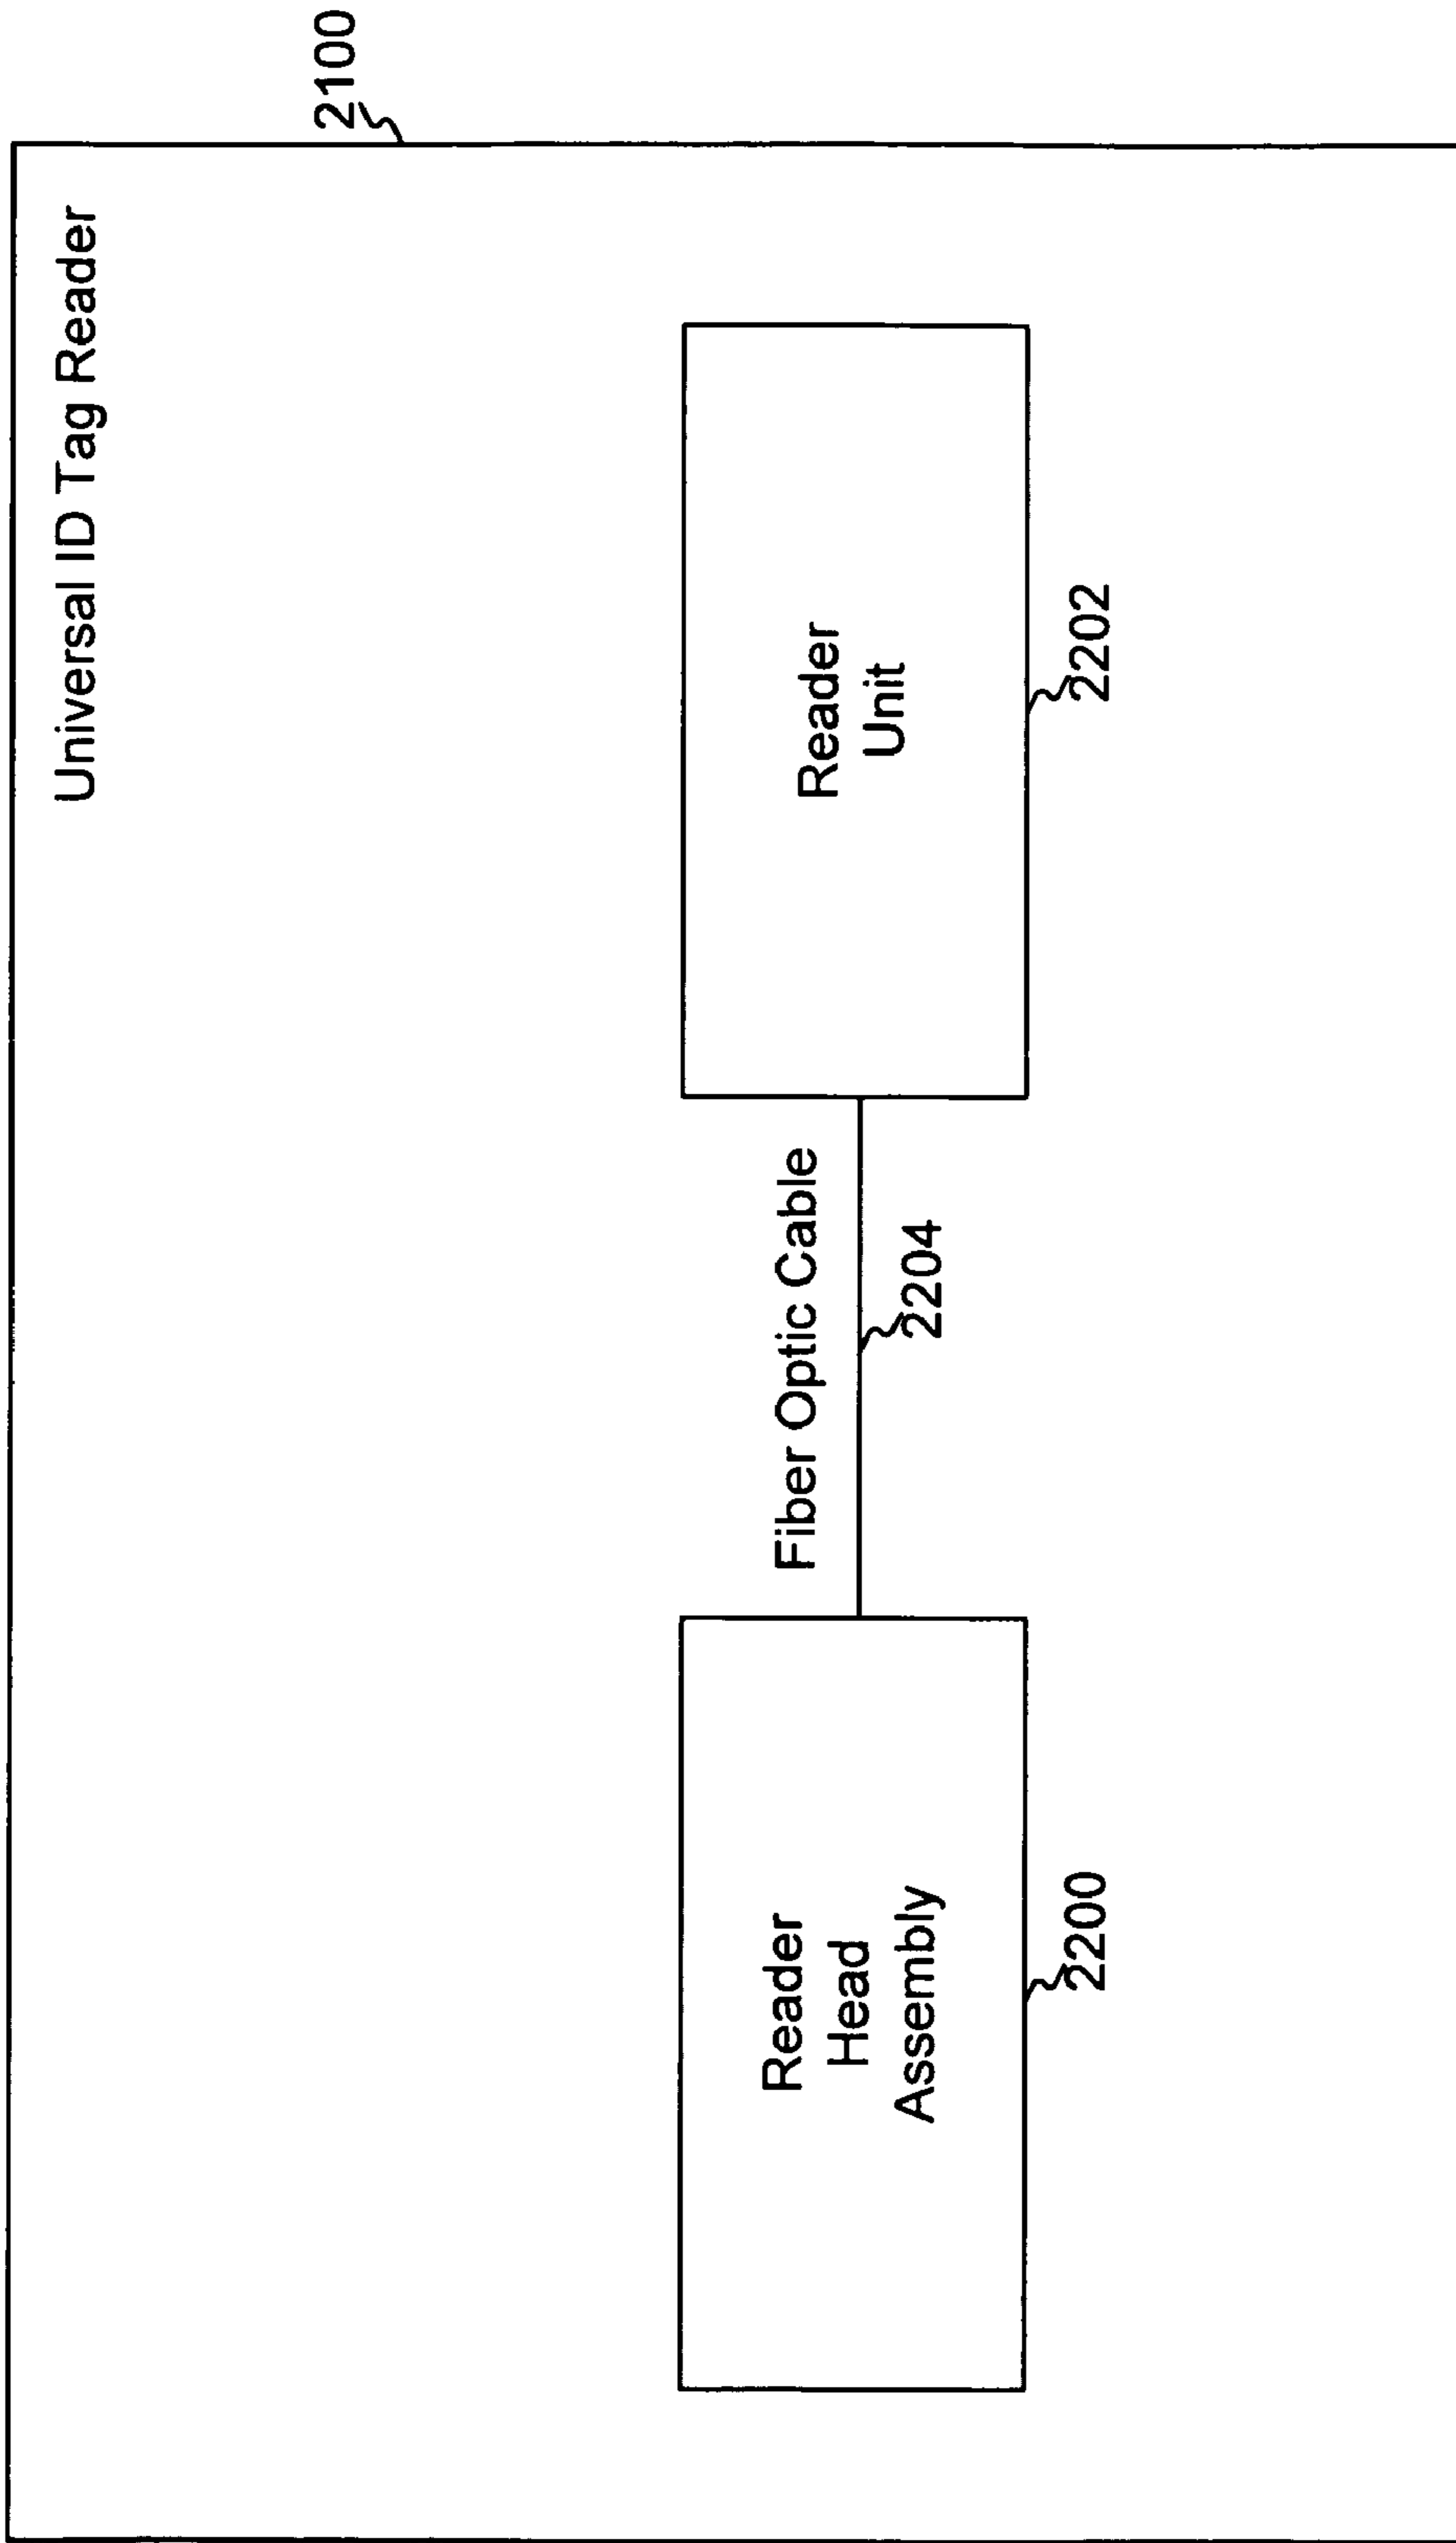 Universal ID Tag Reader
2100
Reader
Head
Assembly
2200
Fiber Optic Cable
2204
Reader
Unit
2202